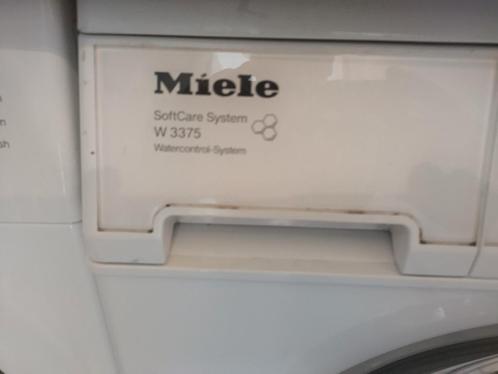 Miele
SoftCare System
W 3375
Watercontrol-System